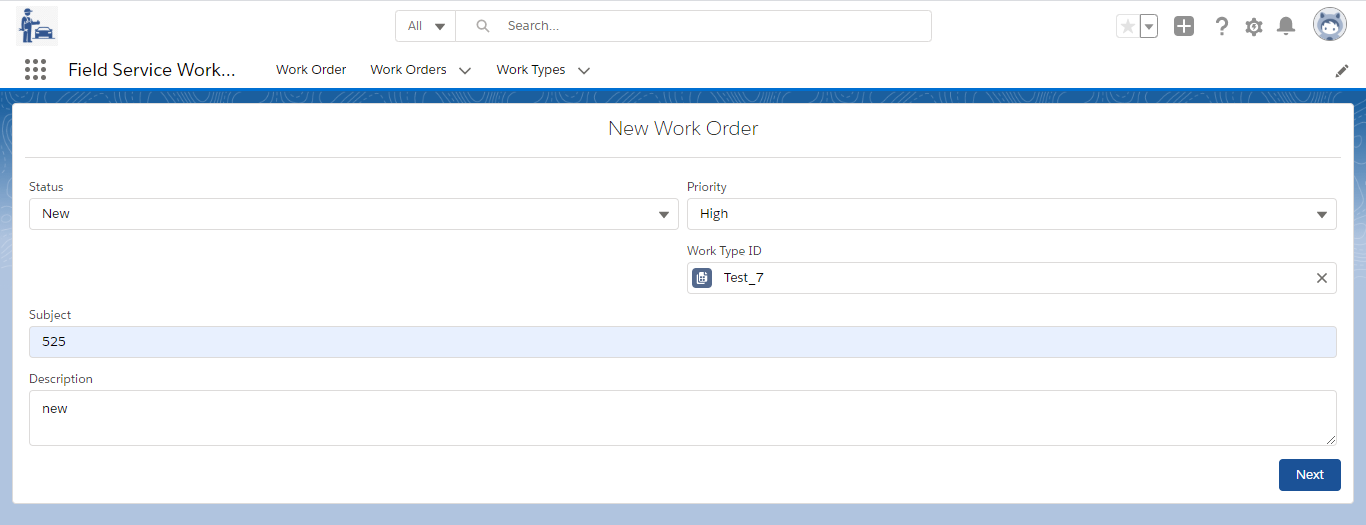 All
Search...
Field Service Work...
Work Order
Work Orders
Work Types
New Work Order
Status
Priority
New
High
Work Type ID
Test_7
Subject
525
Description
new
Next